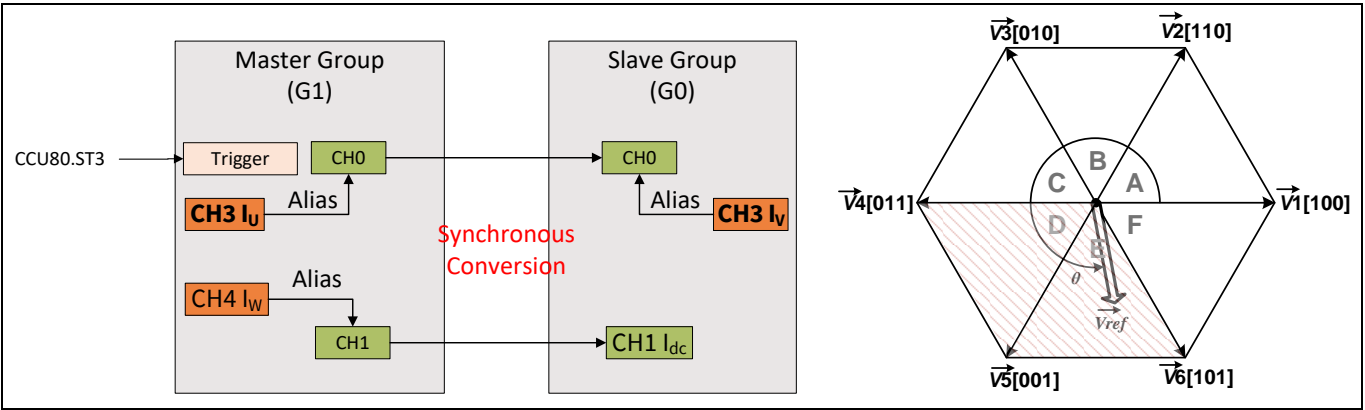 Master Group
(G1)
Slave Group
(G0)
CCU80.ST3
Trigger
CH0
CH0
Alias
Alias
CH3 IU
CH3 IV
Synchronous
Conversion
Alias
CH4 IW
CH1
CH1 Idc
V3[010]
V2[110]
B
C
A
V4[011]
V1[100]
D
F
E
θ
Vref
V5[001]
V6[101]